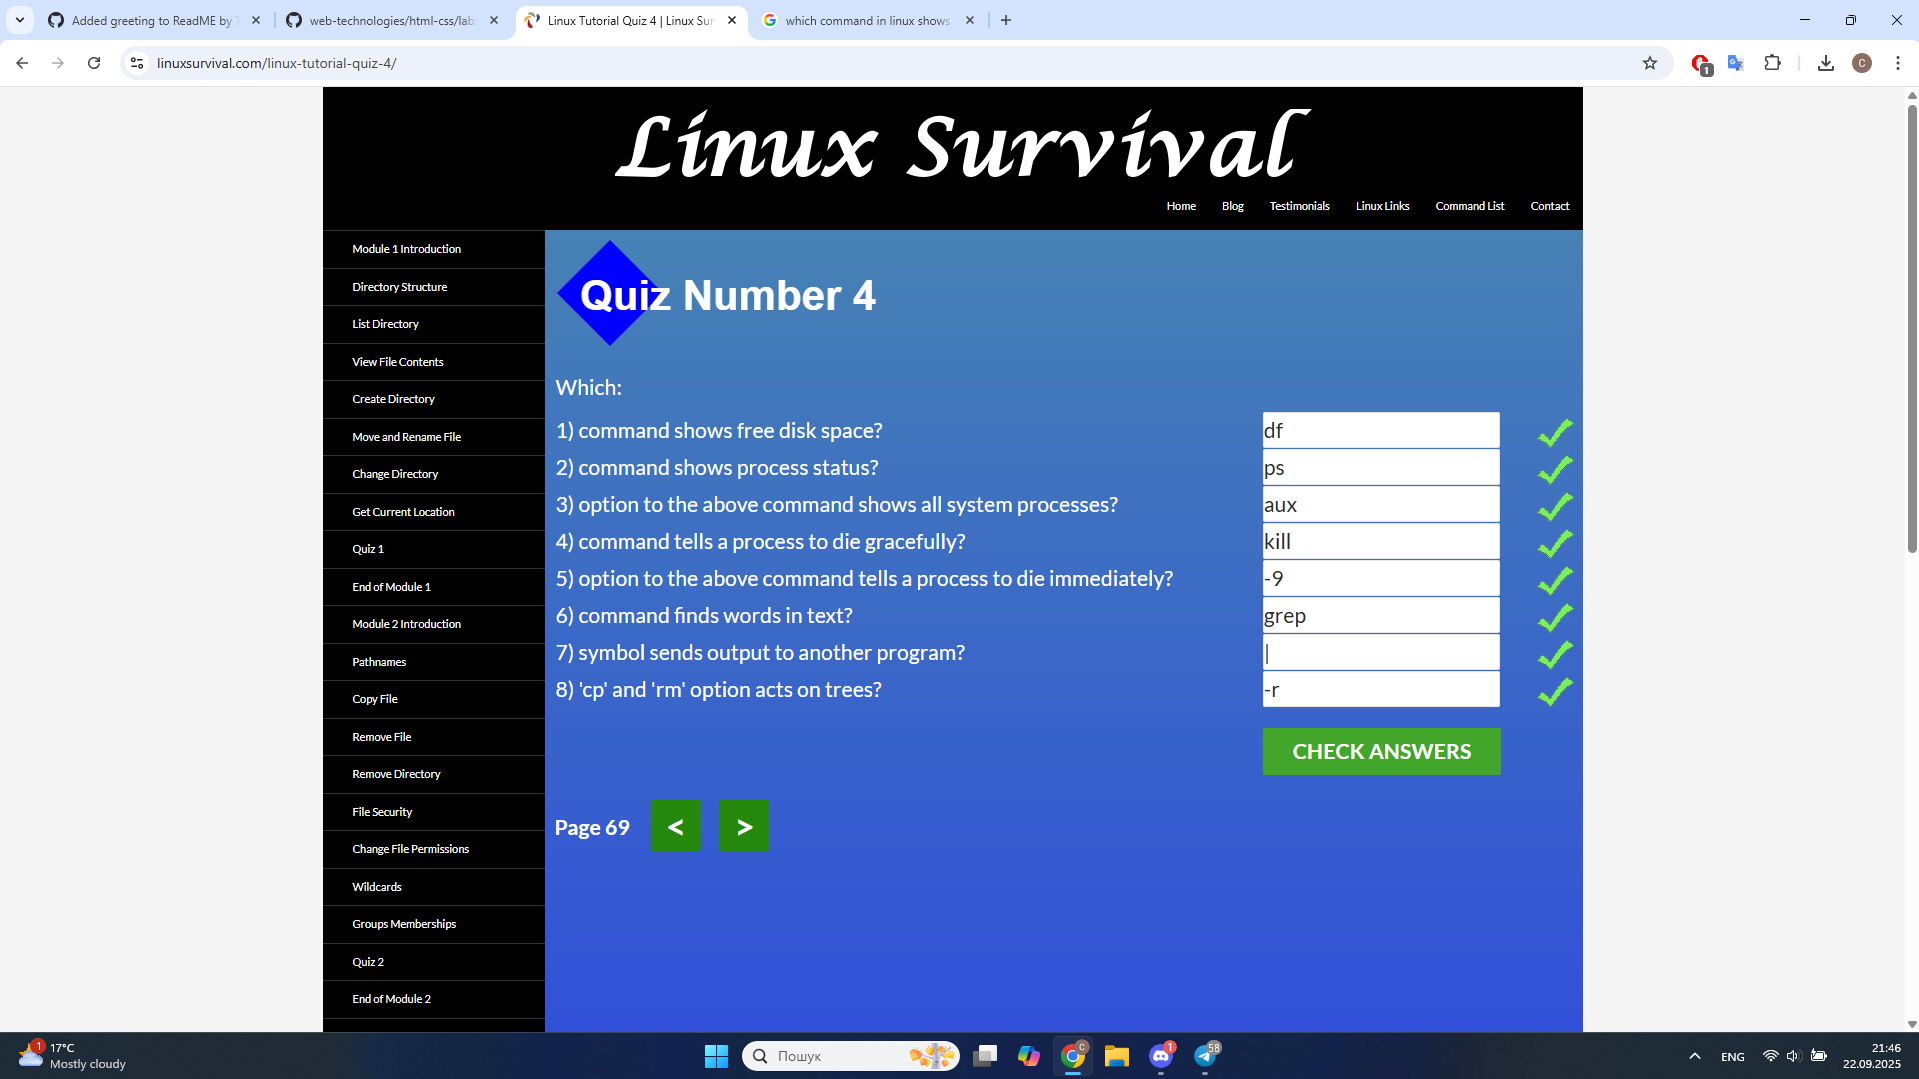 Added greeting to ReadME by T
web-technologies/html-css/lab
Linux Tutorial Quiz 4 | Linux Sur
which command in linux shows
linuxsurvival.com/linux-tutorial-quiz-4/
1
C
Linux Survival
Home Blog Testimonials Linux Links Command List Contact
Module 1 Introduction
Directory Structure
List Directory
View File Contents
Create Directory
Move and Rename File
Change Directory
Get Current Location
Quiz 1
End of Module 1
Module 2 Introduction
Pathnames
Copy File
Remove File
Remove Directory
File Security
Change File Permissions
Wildcards
Groups Memberships
Quiz 2
End of Module 2
Quiz Number 4
Which:
1) command shows free disk space? df
2) command shows process status? ps
3) option to the above command shows all system processes? aux
4) command tells a process to die gracefully? kill
5) option to the above command tells a process to die immediately? -9
6) command finds words in text? grep
7) symbol sends output to another program? |
8) 'cp' and 'rm' option acts on trees? -r
CHECK ANSWERS
Page 69 < >
1
17°C
Mostly cloudy
Пошук
C
1
58
ENG
21:46
22.09.2025